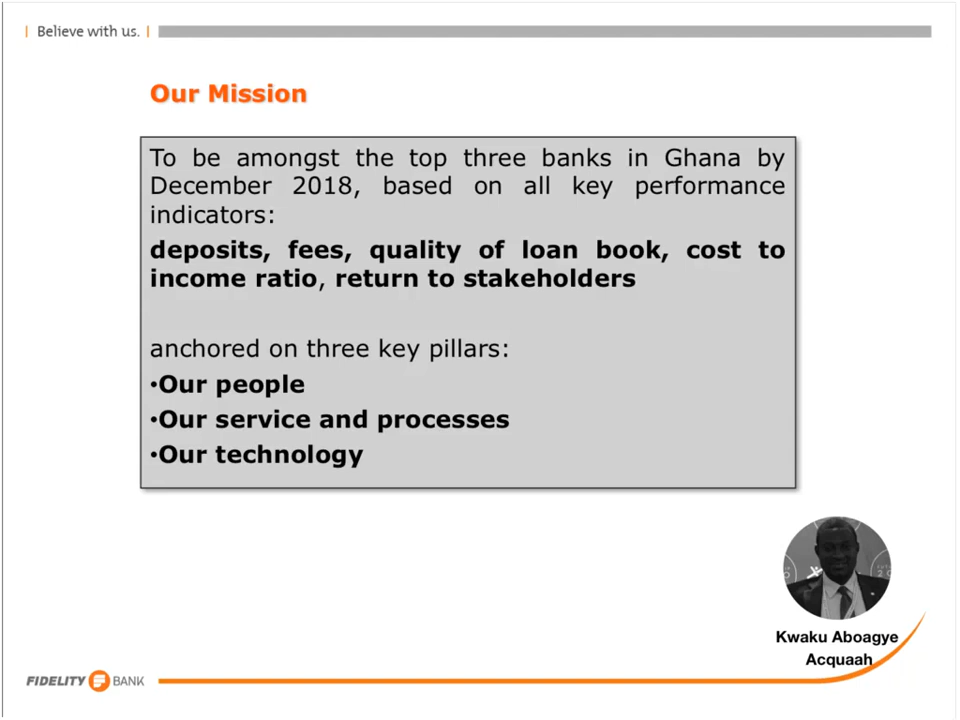 Believe with us.
Our Mission
To be amongst the top three banks in Ghana by
December 2018, based on all key performance
indicators:
deposits, fees, quality of loan book, cost to
income ratio, return to stakeholders
anchored on three key pillars:
•Our people
•Our service and processes
•Our technology
Kwaku Aboagye
Acquaah
FIDELITY BANK